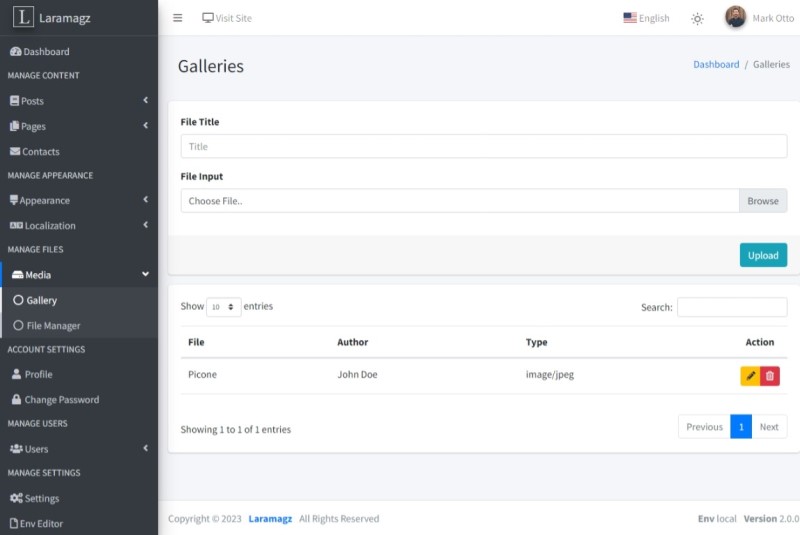 L Laramagz
Visit Site
English
Mark Otto
Dashboard
MANAGE CONTENT
Posts
Pages
Contacts
MANAGE APPEARANCE
Appearance
Localization
MANAGE FILES
Media
Gallery
File Manager
ACCOUNT SETTINGS
Profile
Change Password
MANAGE USERS
Users
MANAGE SETTINGS
Settings
Env Editor
Galleries
Dashboard / Galleries
File Title
Title
File Input
Choose File.. Browse
Upload
Show 10 entries
Search:
File Author Type Action
Picone John Doe image/jpeg
Showing 1 to 1 of 1 entries
Previous 1 Next
Copyright © 2023 Laramagz All Rights Reserved
Env local Version 2.0.0